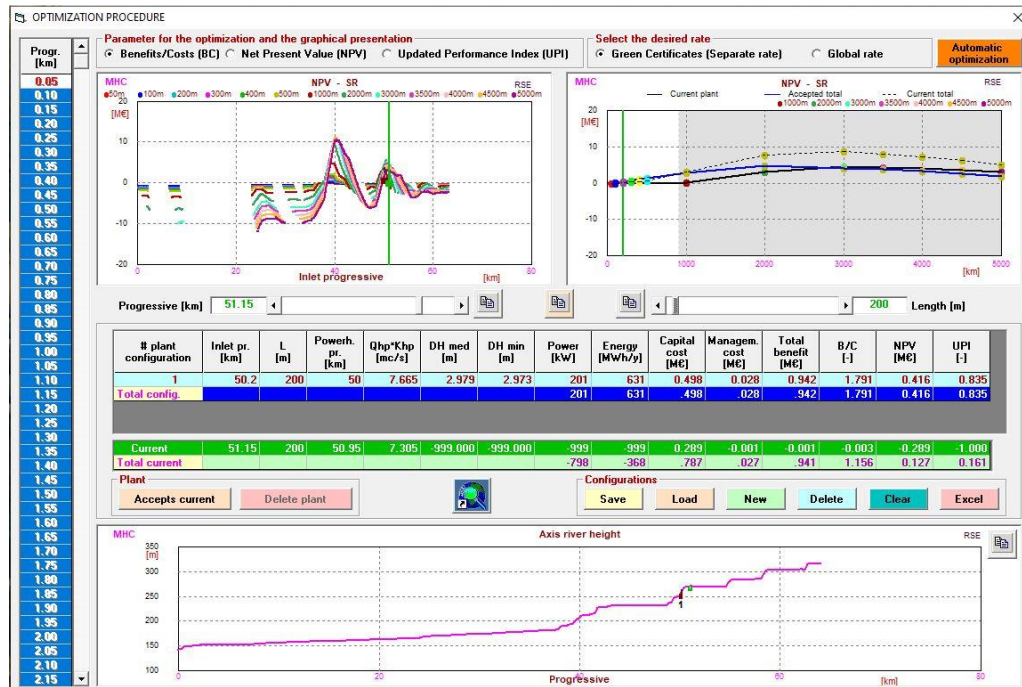 OPTIMIZATION PROCEDURE
Parameter for the optimization and the graphical presentation
Benefits/Costs (BC) Net Present Value (NPV) Updated Performance Index (UPI)
Select the desired rate
Green Certificates (Separate rate) Global rate
Automatic optimization
Progr. [km]
0.05
0.10
0.15
0.20
0.25
0.30
0.35
0.40
0.45
0.50
0.55
0.60
0.65
0.70
0.75
0.80
0.85
0.90
0.95
1.00
1.05
1.10
1.15
1.20
1.25
1.30
1.35
1.40
1.45
1.50
1.55
1.60
1.65
1.70
1.75
1.80
1.85
1.90
1.95
2.00
2.05
2.10
2.15
MHC NPV - SR RSE
50m 100m 200m 300m 400m 500m 1000m 2000m 3000m 3500m 4000m 4500m 5000m
20
[M€]
10
0
-10
-20
0 20 40 60 80
Inlet progressive [km]
MHC NPV - SR RSE
Current plant Accepted total Current total
1000m 2000m 3000m 3500m 4000m 4500m 5000m
20
[M€]
10
0
-10
-20
0 1000 2000 3000 4000 5000
[km]
Progressive [km] 51.15 200 Length [m]
# plant configuration Inlet pr. [km] L [m] Powerh. pr. [km] Qhp*Khp [mc/s] DH med [m] DH min [m] Power [kW] Energy [MWh/y] Capital cost [M€] Managem. cost [M€] Total benefit [M€] B/C [-] NPV [M€] UPI [-]
1 50.2 200 50 7.665 2.979 2.973 201 631 0.498 0.028 0.942 1.791 0.416 0.835
Total config. 201 631 .498 .028 .942 1.791 0.416 0.835
Current 51.15 200 50.95 7.305 -999.000 -999.000 -999 -999 0.289 -0.001 -0.001 -0.003 -0.289 -1.000
Total current -798 -368 .787 .027 .941 1.156 0.127 0.161
Plant
Accepts current Delete plant
Configurations
Save Load New Delete Clear Excel
MHC Axis river height RSE
350
[m]
300
250
200
150
100
1
0 20 40 60 80
Progressive [km]